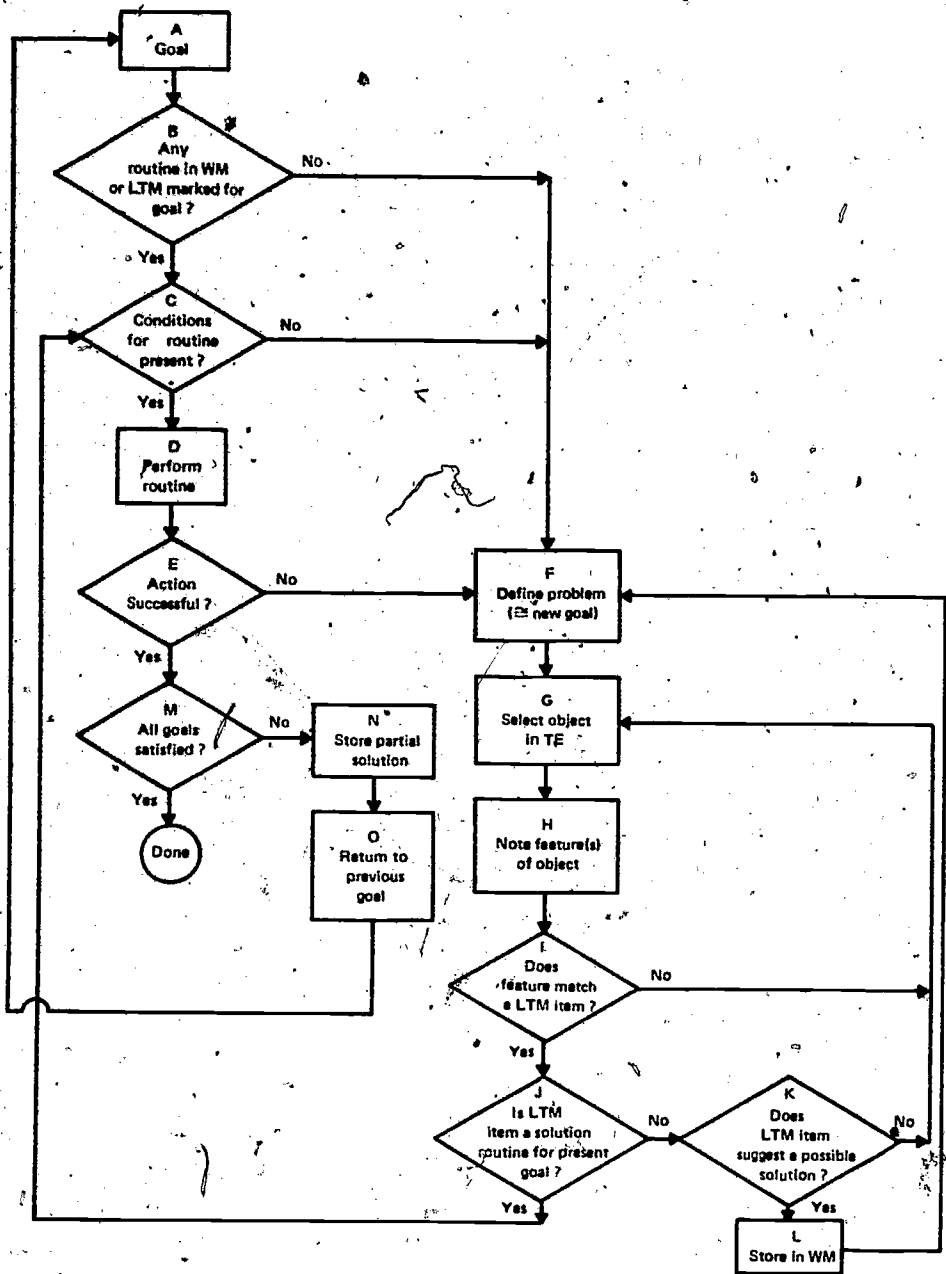 A
Goal
B
Any
routine in WM
or LTM marked for
goal ?
No
Yes
C
Conditions
for routine
present ?
No
Yes
D
Perform
routine
E
Action
Successful ?
No
Yes
F
Define problem
(≅ new goal)
G
Select object
in TE
M
All goals
satisfied ?
No
Yes
N
Store partial
solution
Done
O
Return to
previous
goal
H
Note feature(s)
of object
I
Does
feature match
a LTM item ?
No
Yes
J
Is LTM
item a solution
routine for present
goal ?
No
Yes
K
Does
LTM item
suggest a possible
solution ?
No
Yes
L
Store in WM